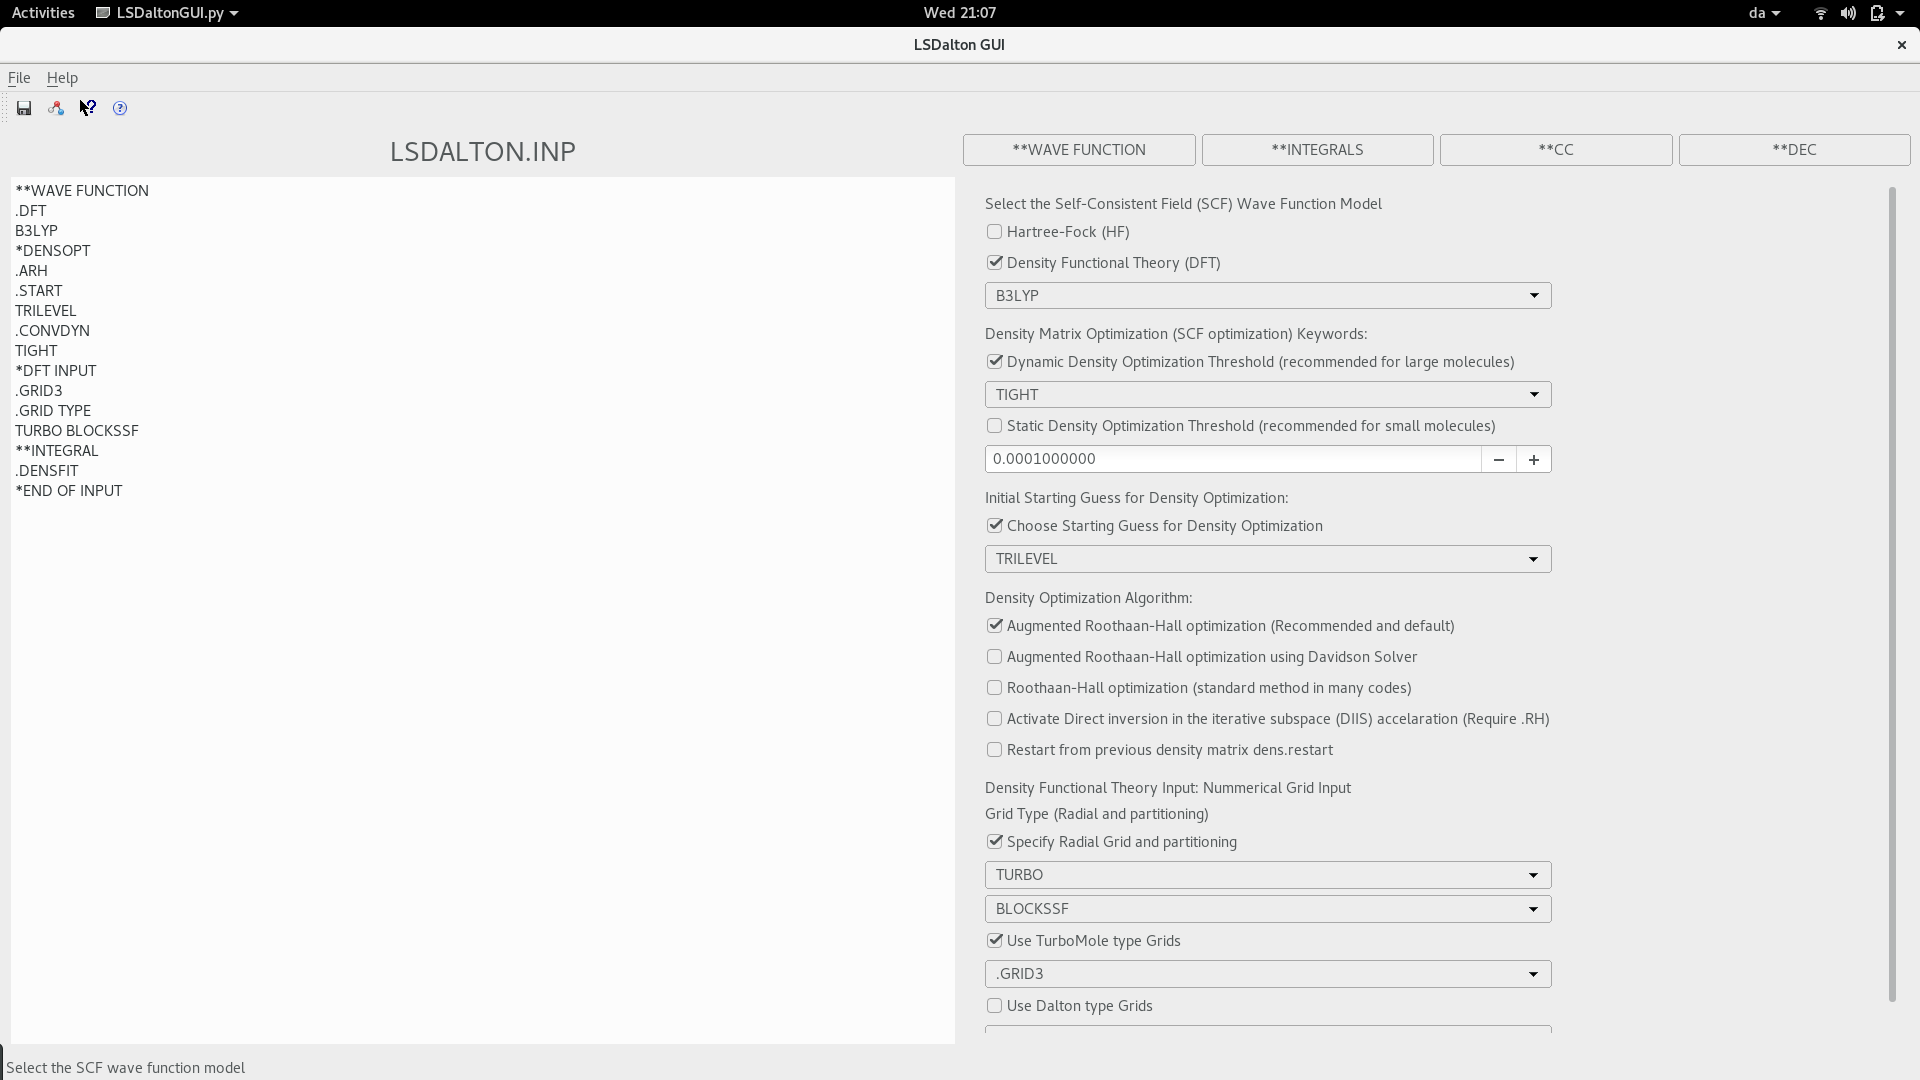 Activities LSDaltonGUI.py Wed 21:07 da
LSDalton GUI
File Help
LSDALTON.INP
**WAVE FUNCTION
.DFT
B3LYP
*DENSOPT
.ARH
.START
TRILEVEL
.CONVDYN
TIGHT
*DFT INPUT
.GRID3
.GRID TYPE
TURBO BLOCKSSF
**INTEGRAL
.DENSFIT
*END OF INPUT
**WAVE FUNCTION **INTEGRALS **CC **DEC
Select the Self-Consistent Field (SCF) Wave Function Model
Hartree-Fock (HF)
Density Functional Theory (DFT)
B3LYP
Density Matrix Optimization (SCF optimization) Keywords:
Dynamic Density Optimization Threshold (recommended for large molecules)
TIGHT
Static Density Optimization Threshold (recommended for small molecules)
0.0001000000 − +
Initial Starting Guess for Density Optimization:
Choose Starting Guess for Density Optimization
TRILEVEL
Density Optimization Algorithm:
Augmented Roothaan-Hall optimization (Recommended and default)
Augmented Roothaan-Hall optimization using Davidson Solver
Roothaan-Hall optimization (standard method in many codes)
Activate Direct inversion in the iterative subspace (DIIS) accelaration (Require .RH)
Restart from previous density matrix dens.restart
Density Functional Theory Input: Nummerical Grid Input
Grid Type (Radial and partitioning)
Specify Radial Grid and partitioning
TURBO
BLOCKSSF
Use TurboMole type Grids
.GRID3
Use Dalton type Grids
Select the SCF wave function model